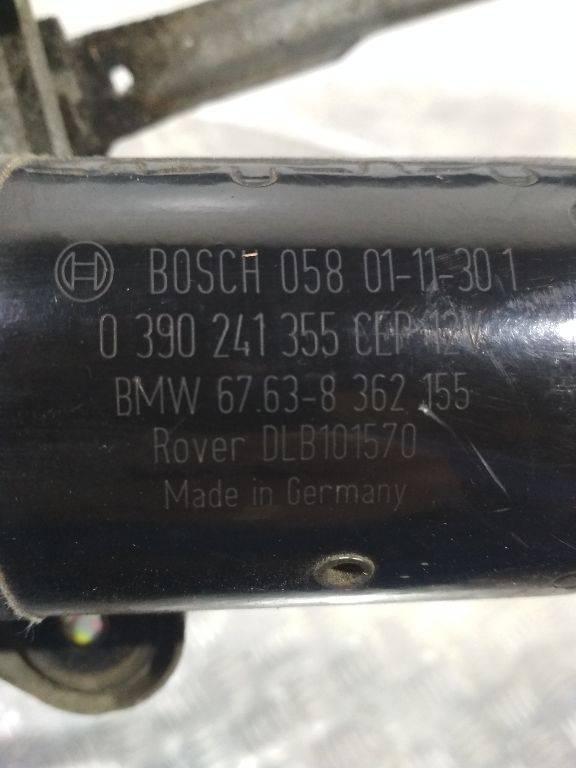 BOSCH 058 01-11-30 1
0 390 241 355 CEP 12V
BMW 67.63-8 362 155
Rover DLB101570
Made in Germany